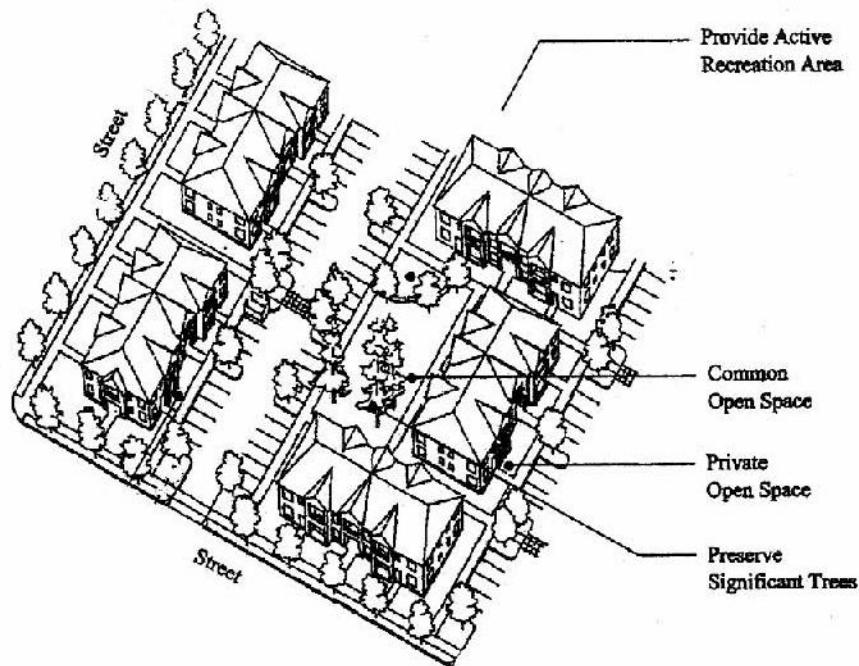 Provide Active
Recreation Area
Street
Common
Open Space
Private
Open Space
Preserve
Significant Trees
Street